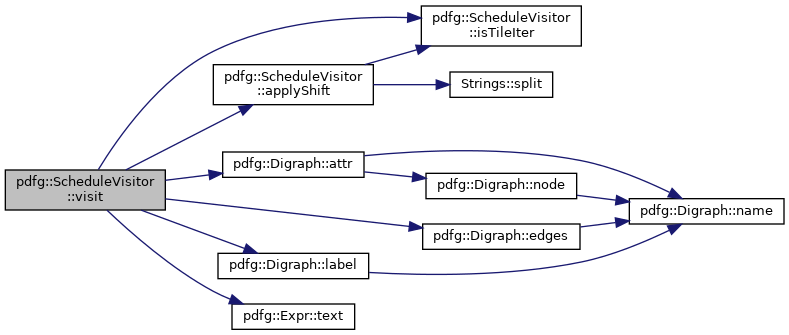 pdfg::ScheduleVisitor
::isTileIter
pdfg::ScheduleVisitor
::applyShift
Strings::split
pdfg::Digraph::attr
pdfg::ScheduleVisitor
::visit
pdfg::Digraph::node
pdfg::Digraph::name
pdfg::Digraph::edges
pdfg::Digraph::label
pdfg::Expr::text